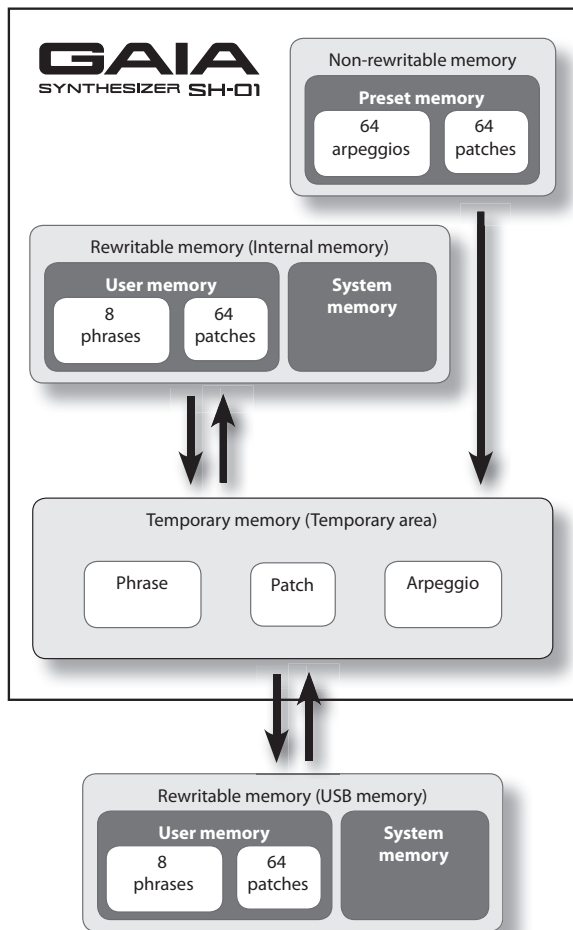 GAIA
SYNTHESIZER SH-01
Non-rewritable memory
Preset memory
64
arpeggios
64
patches
Rewritable memory (Internal memory)
User memory
8
phrases
64
patches
System
memory
Temporary memory (Temporary area)
Phrase
Patch
Arpeggio
Rewritable memory (USB memory)
User memory
8
phrases
64
patches
System
memory